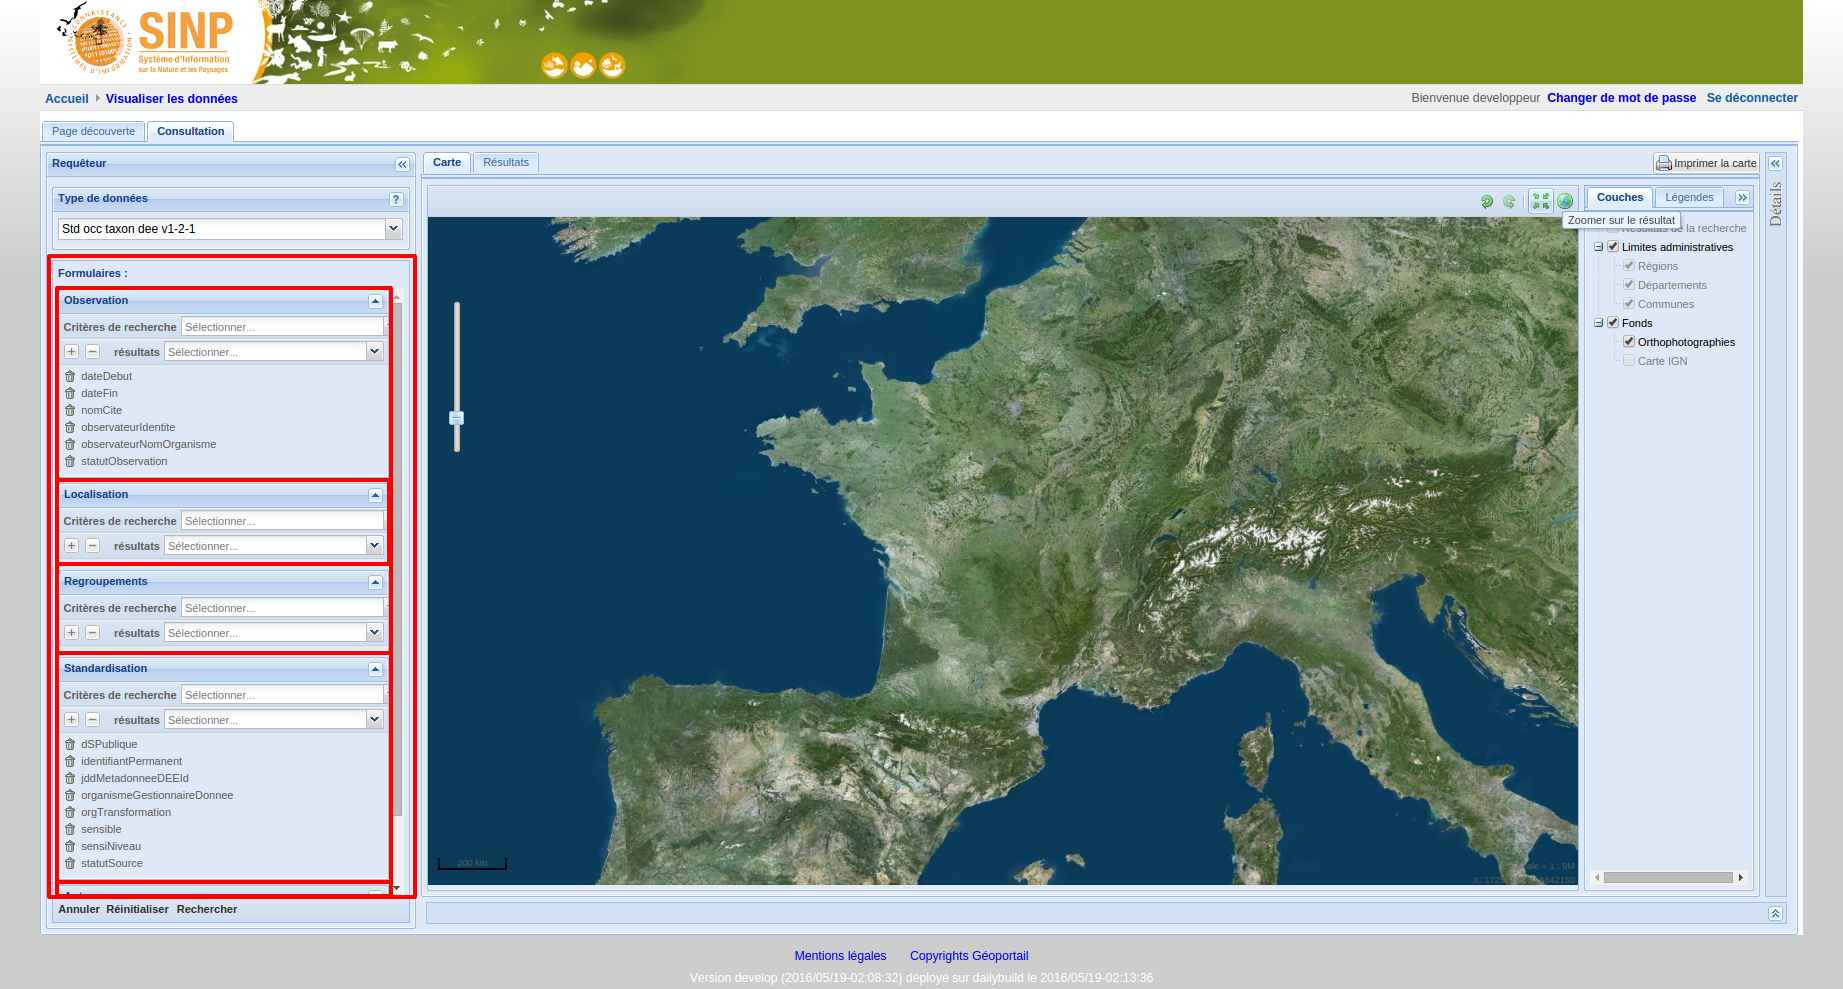 SINP
Système d'Information
sur la Nature et les Paysages
Accueil Visualiser les données
Bienvenue developpeur Changer de mot de passe Se déconnecter
Page découverte Consultation
Requêteur
Type de données
Std occ taxon dee v1-2-1
Formulaires :
Observation
Critères de recherche Sélectionner...
résultats Sélectionner...
dateDebut
dateFin
nomCite
observateurIdentite
observateurNomOrganisme
statutObservation
Localisation
Critères de recherche Sélectionner...
résultats Sélectionner...
Regroupements
Critères de recherche Sélectionner...
résultats Sélectionner...
Standardisation
Critères de recherche Sélectionner...
résultats Sélectionner...
dSPublique
identifiantPermanent
jddMetadonneeDEEId
organismeGestionnaireDonnee
orgTransformation
sensible
sensiNiveau
statutSource
Annuler Réinitialiser Rechercher
Carte Résultats
Imprimer la carte
200 km
Couches Légendes
Zoomer sur le résultat
Résultats de la recherche
Limites administratives
Régions
Départements
Communes
Fonds
Orthophotographies
Carte IGN
Détails
Mentions légales Copyrights Géoportail
Version develop (2016/05/19-02:08:32) déployé sur dailybuild le 2016/05/19-02:13:36